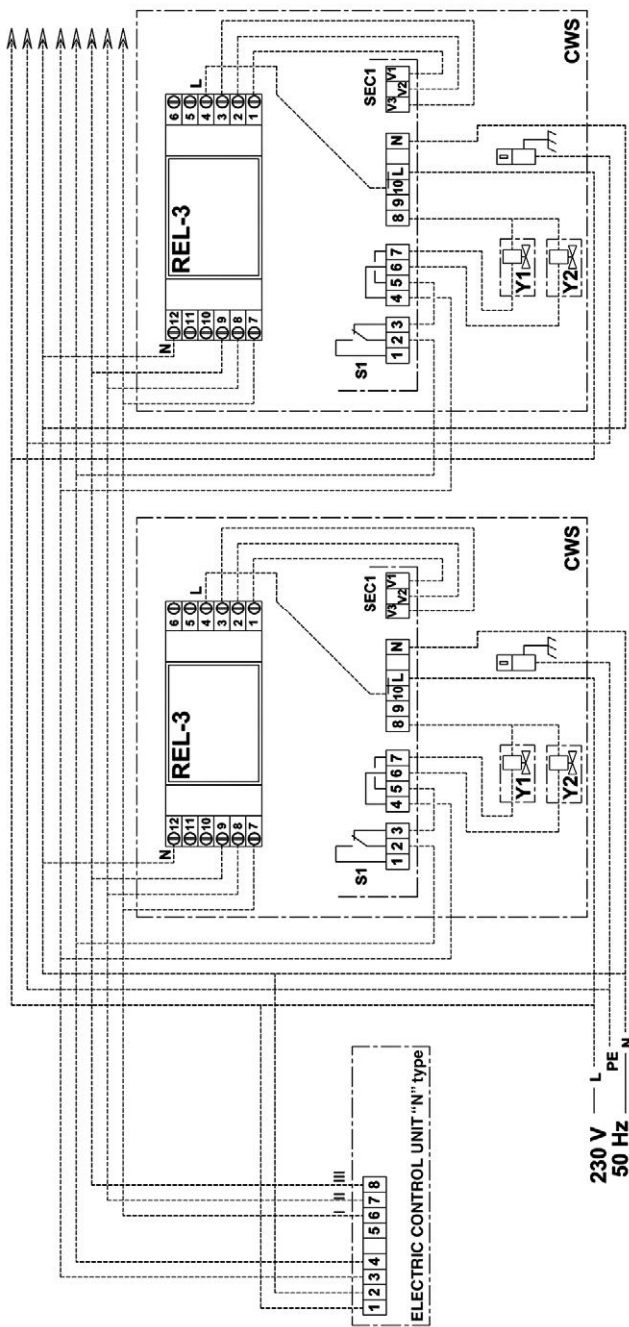 CWS
L
6 5 4 3 2 1
REL-3
12 11 10 9 8 7
N
SEC1
V3 V2 V1
8 9 10 L N
4 5 6 7
S1
1 2 3
Y1
Y2
CWS
L
6 5 4 3 2 1
REL-3
12 11 10 9 8 7
N
SEC1
V3 V2 V1
8 9 10 L N
4 5 6 7
S1
1 2 3
Y1
Y2
I II III
1 2 3 4 5 6 7 8
ELECTRIC CONTROL UNIT "N" type
230 V
50 Hz
L
PE
N